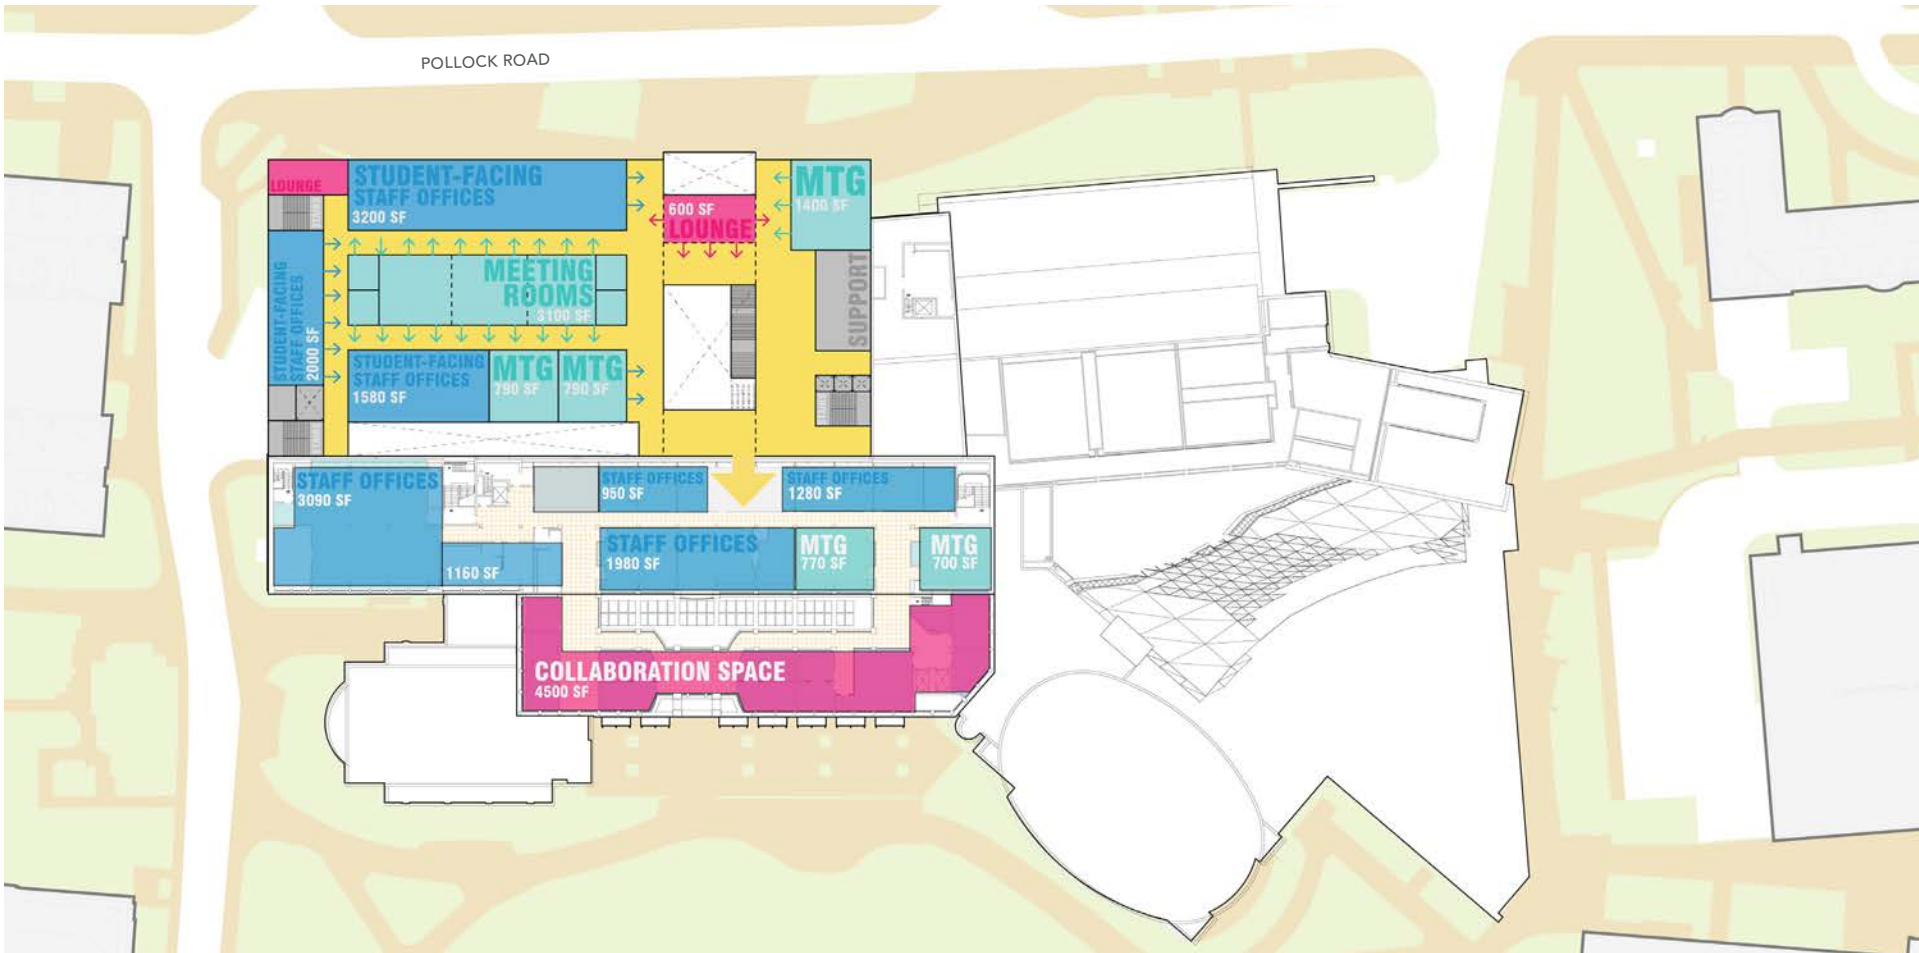 POLLOCK ROAD
LOUNGE
STUDENT-FACING
STAFF OFFICES
3200 SF
600 SF
LOUNGE
MTG
1400 SF
STUDENT-FACING
STAFF OFFICES
2000 SF
MEETING
ROOMS
3100 SF
SUPPORT
STUDENT-FACING
STAFF OFFICES
1580 SF
MTG
790 SF
MTG
790 SF
STAFF OFFICES
3090 SF
STAFF OFFICES
950 SF
STAFF OFFICES
1280 SF
1160 SF
STAFF OFFICES
1980 SF
MTG
770 SF
MTG
700 SF
COLLABORATION SPACE
4500 SF